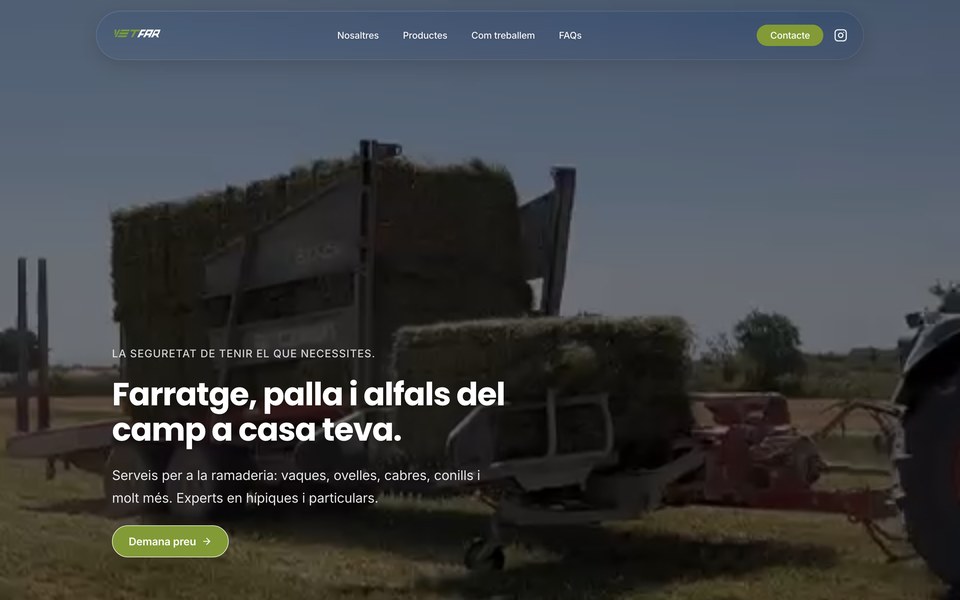 VETFAR
Nosaltres
Productes
Com treballem
FAQs
Contacte
LA SEGURETAT DE TENIR EL QUE NECESSITES.
Farratge, palla i alfals del
camp a casa teva.
Serveis per a la ramaderia: vaques, ovelles, cabres, conills i
molt més. Experts en hípiques i particulars.
Demana preu →